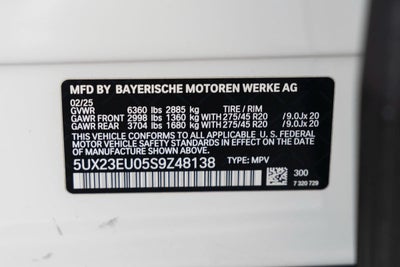 MFD BY BAYERISCHE MOTOREN WERKE AG
02/25
GVWR 6360 lbs 2885 kg TIRE / RIM
GAWR FRONT 2998 lbs 1360 kg WITH 275/45 R20 / 9.0Jx 20
GAWR REAR 3704 lbs 1680 kg WITH 275/45 R20 / 9.0Jx 20
THIS VEHICLE CONFORMS TO ALL APPLICABLE U.S. FEDERAL
MOTOR VEHICLE SAFETY STANDARDS IN EFFECT ON THE DATE
OF MANUFACTURE SHOWN ABOVE.
5UX23EU05S9Z48138 TYPE: MPV
300
7 320 729